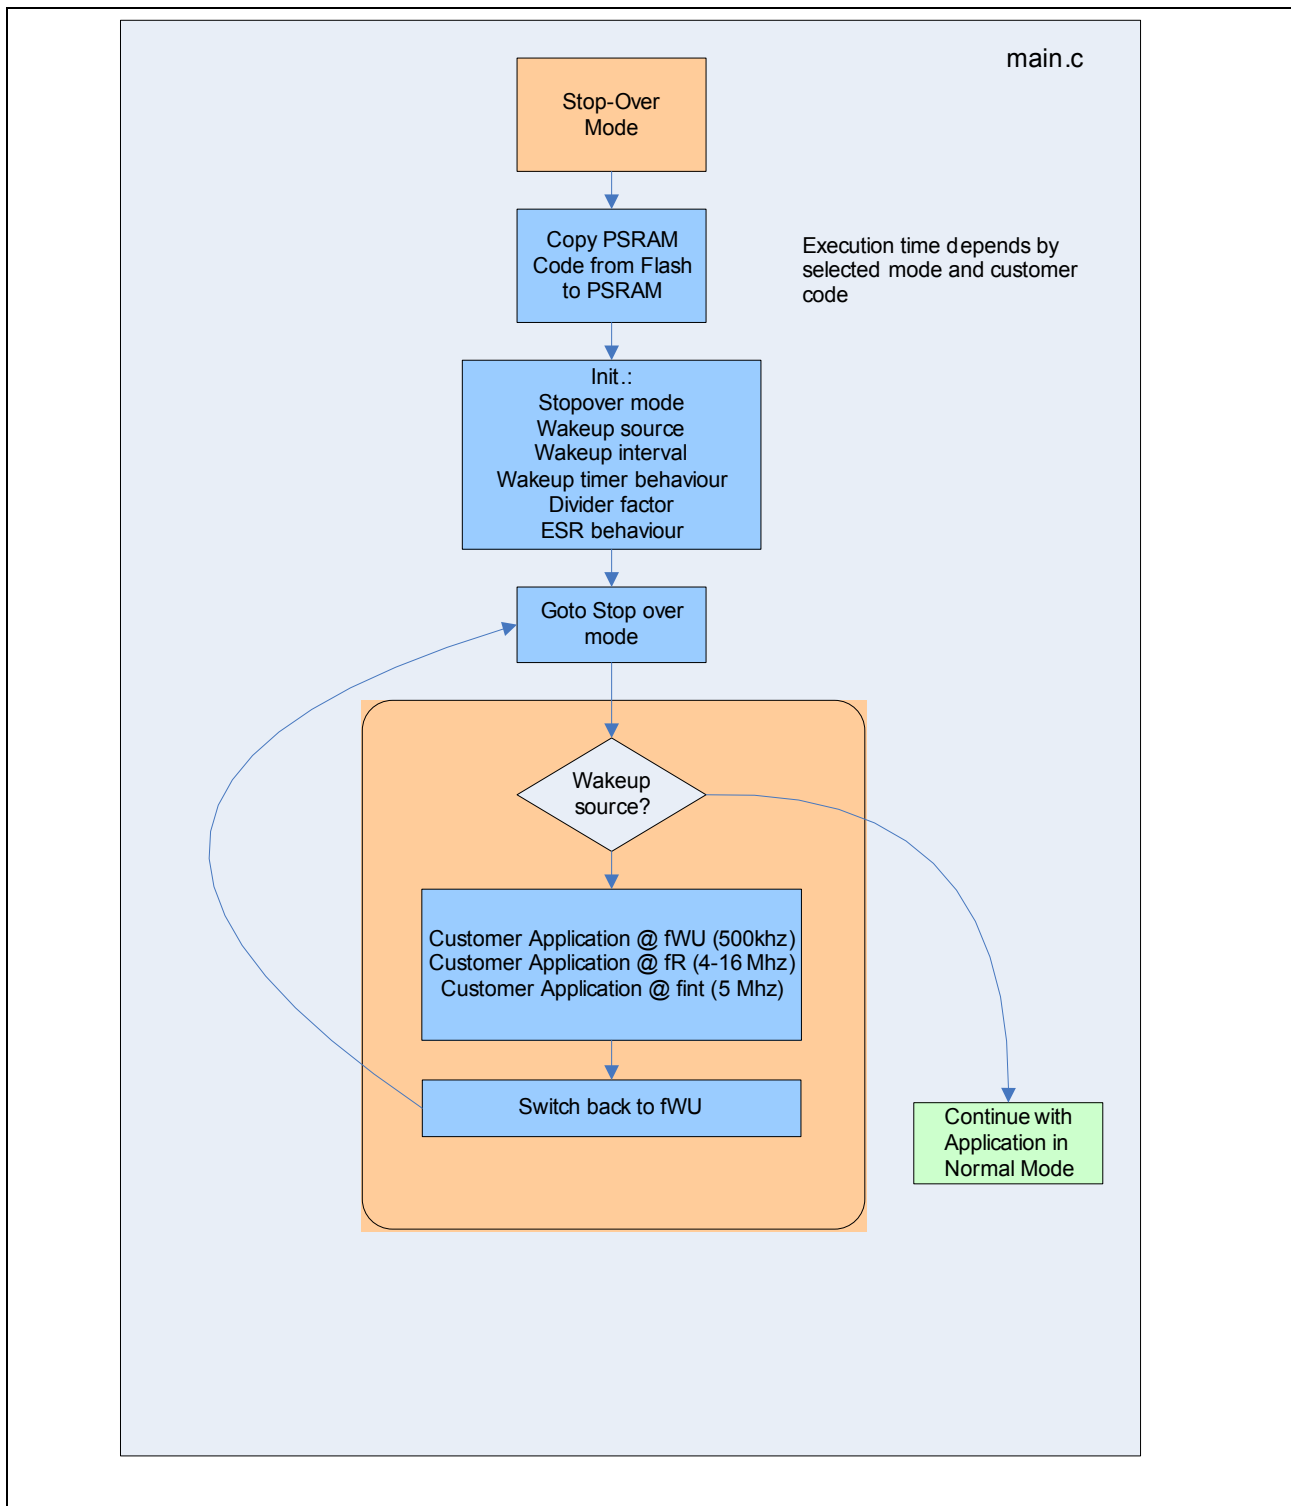 main.c
Stop-Over
Mode
Copy PSRAM
Code from Flash
to PSRAM
Execution time depends by
selected mode and customer
code
Init.:
Stopover mode
Wakeup source
Wakeup interval
Wakeup timer behaviour
Divider factor
ESR behaviour
Goto Stop over
mode
Wakeup
source?
Customer Application @ fWU (500khz)
Customer Application @ fR (4-16 Mhz)
Customer Application @ fint (5 Mhz)
Switch back to fWU
Continue with
Application in
Normal Mode